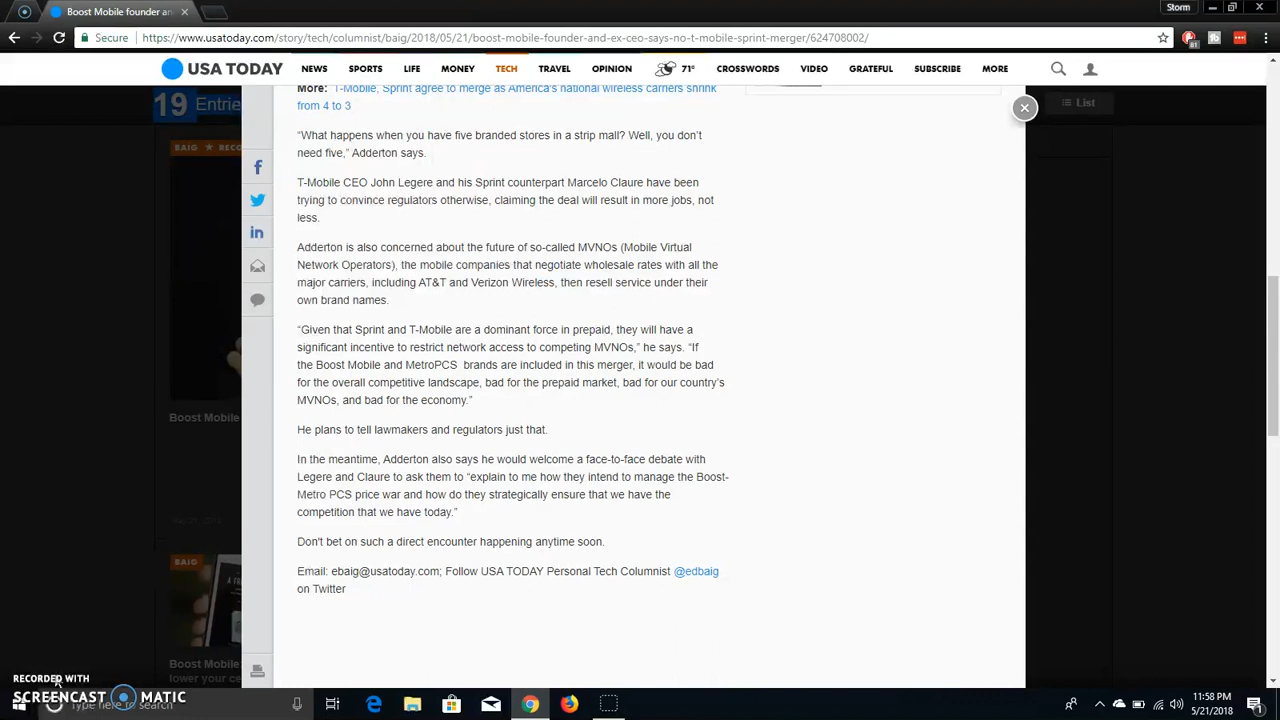 Boost Mobile founder an
Storm
Secure
https://www.usatoday.com/story/tech/columnist/baig/2018/05/21/boost-mobile-founder-and-ex-ceo-says-no-t-mobile-sprint-merger/624708002/
81
USA TODAY
NEWS
SPORTS
LIFE
MONEY
TECH
TRAVEL
OPINION
71°
CROSSWORDS
VIDEO
GRATEFUL
SUBSCRIBE
MORE
19 Entrie
List
BAIG ★ RECO
More: T-Mobile, Sprint agree to merge as America's national wireless carriers shrink
from 4 to 3
“What happens when you have five branded stores in a strip mall? Well, you don’t
need five,” Adderton says.
T-Mobile CEO John Legere and his Sprint counterpart Marcelo Claure have been
trying to convince regulators otherwise, claiming the deal will result in more jobs, not
less.
Adderton is also concerned about the future of so-called MVNOs (Mobile Virtual
Network Operators), the mobile companies that negotiate wholesale rates with all the
major carriers, including AT&T and Verizon Wireless, then resell service under their
own brand names.
“Given that Sprint and T-Mobile are a dominant force in prepaid, they will have a
significant incentive to restrict network access to competing MVNOs,” he says. “If
the Boost Mobile and MetroPCS  brands are included in this merger, it would be bad
for the overall competitive landscape, bad for the prepaid market, bad for our country’s
MVNOs, and bad for the economy.”
He plans to tell lawmakers and regulators just that.
In the meantime, Adderton also says he would welcome a face-to-face debate with
Legere and Claure to ask them to “explain to me how they intend to manage the Boost-
Metro PCS price war and how do they strategically ensure that we have the
competition that we have today.”
Don't bet on such a direct encounter happening anytime soon.
Email: ebaig@usatoday.com; Follow USA TODAY Personal Tech Columnist @edbaig
on Twitter
Boost Mobile
BAIG
Boost Mobile
lower your ce
RECORDED WITH
SCREENCAST MATIC
Type here to search
11:58 PM
5/21/2018
1